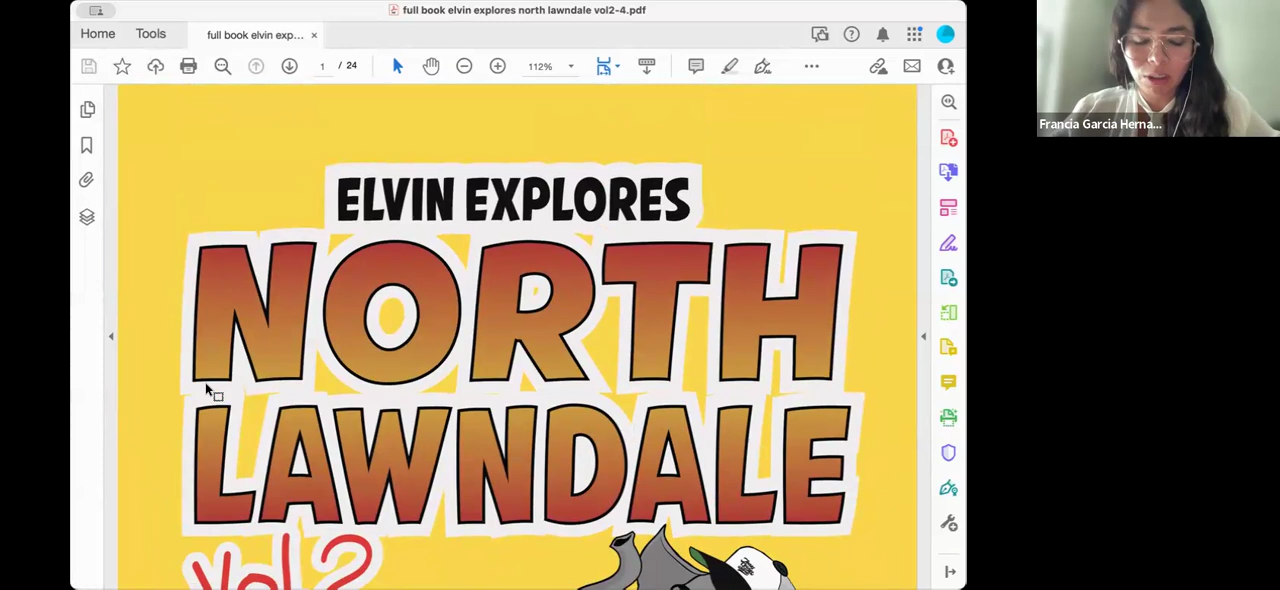 full book elvin explores north lawndale vol2-4.pdf
Home Tools full book elvin exp... ×
1 / 24 112%
Francia Garcia Herna...
ELVIN EXPLORES
NORTH
LAWNDALE
Vol 2